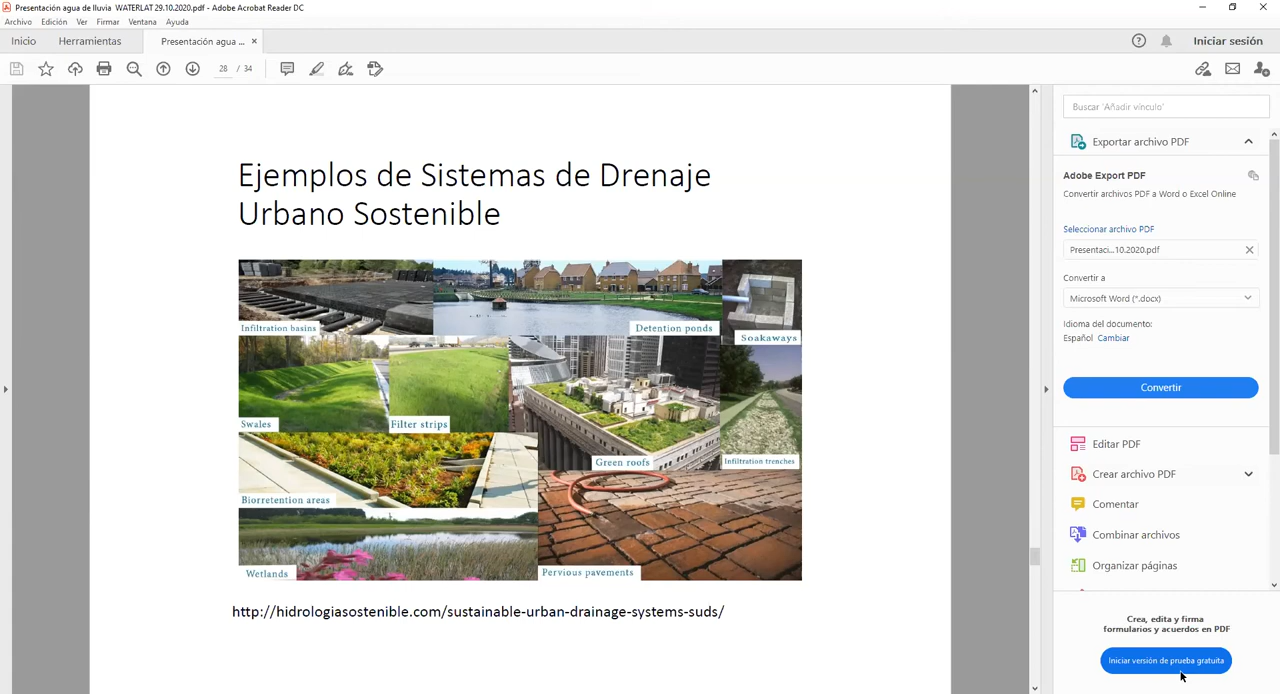 Presentación agua de lluvia  WATERLAT 29.10.2020.pdf - Adobe Acrobat Reader DC
Archivo Edición Ver Firmar Ventana Ayuda
Inicio Herramientas Presentación agua ... × Iniciar sesión
28 / 34
Buscar 'Añadir vínculo'
Exportar archivo PDF
Adobe Export PDF
Convertir archivos PDF a Word o Excel Online
Seleccionar archivo PDF
Presentaci...10.2020.pdf
Convertir a
Microsoft Word (*.docx)
Idioma del documento:
Español Cambiar
Convertir
Editar PDF
Crear archivo PDF
Comentar
Combinar archivos
Organizar páginas
Crea, edita y firma
formularios y acuerdos en PDF
Iniciar versión de prueba gratuita
Ejemplos de Sistemas de Drenaje
Urbano Sostenible
Infiltration basins
Detention ponds
Soakaways
Swales
Filter strips
Green roofs
Infiltration trenches
Biorretention areas
Wetlands
Pervious pavements
http://hidrologiasostenible.com/sustainable-urban-drainage-systems-suds/